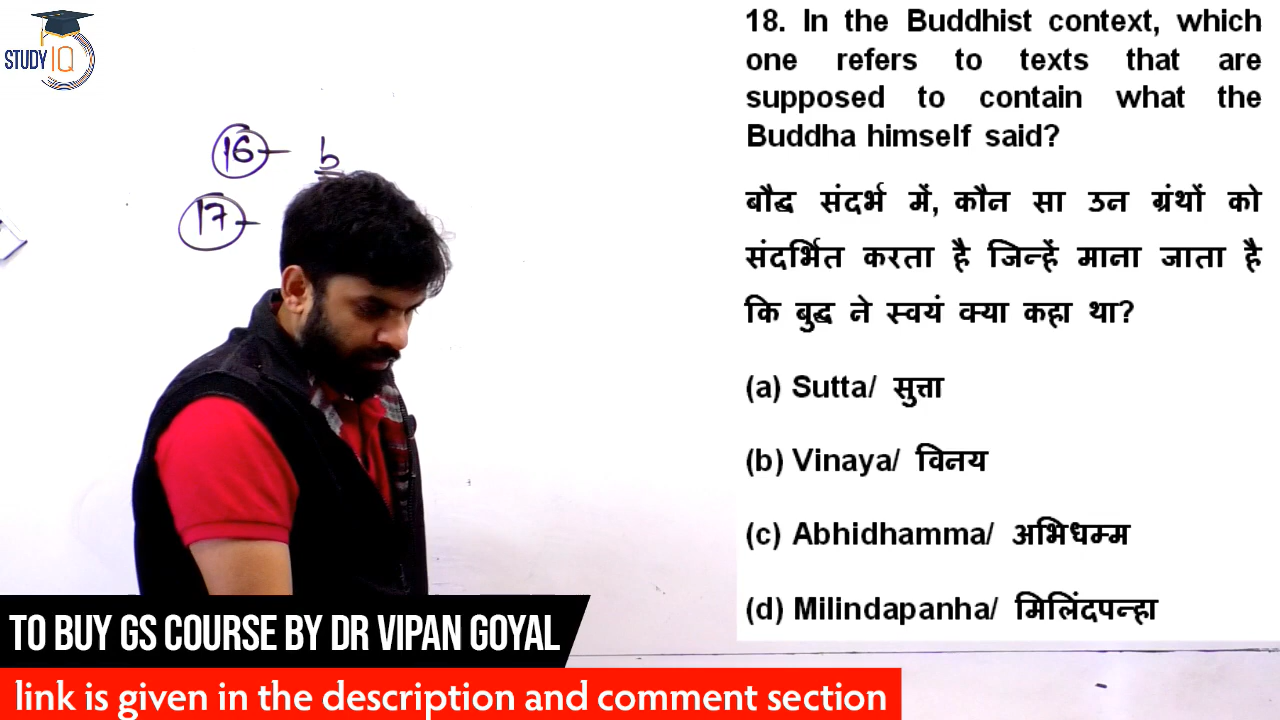 STUDY IQ
16 - b
17 -
18. In the Buddhist context, which
one refers to texts that are
supposed to contain what the
Buddha himself said?
बौद्ध संदर्भ में, कौन सा उन ग्रंथों को
संदर्भित करता है जिन्हें माना जाता है
कि बुद्ध ने स्वयं क्या कहा था?
(a) Sutta/ सुत्ता
(b) Vinaya/ विनय
(c) Abhidhamma/ अभिधम्म
(d) Milindapanha/ मिलिंदपन्हा
TO BUY GS COURSE BY DR VIPAN GOYAL
link is given in the description and comment section